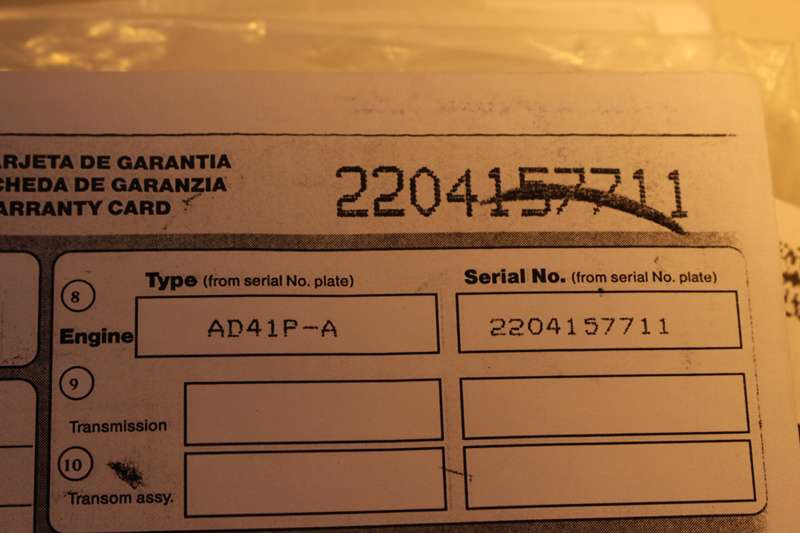 ARJETA DE GARANTIA
CHEDA DE GARANZIA
ARRANTY CARD
2204157711
8 Type (from serial No. plate) Serial No. (from serial No. plate)
Engine AD41P-A 2204157711
9
Transmission
10
Transom assy.